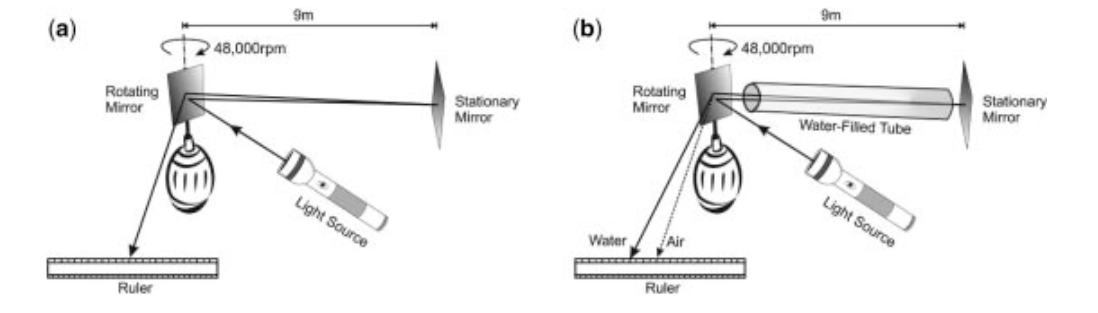 (a)
9m
48,000rpm
Rotating
Mirror
Stationary
Mirror
Light Source
Ruler
(b)
9m
48,000rpm
Rotating
Mirror
Stationary
Mirror
Water-Filled Tube
Light Source
Water
Air
Ruler